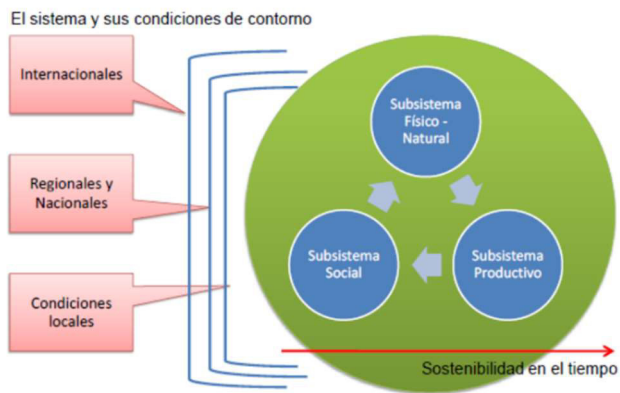 El sistema y sus condiciones de contorno
Internacionales
Regionales y
Nacionales
Condiciones
locales
Subsistema
Físico -
Natural
Subsistema
Social
Subsistema
Productivo
Sostenibilidad en el tiempo